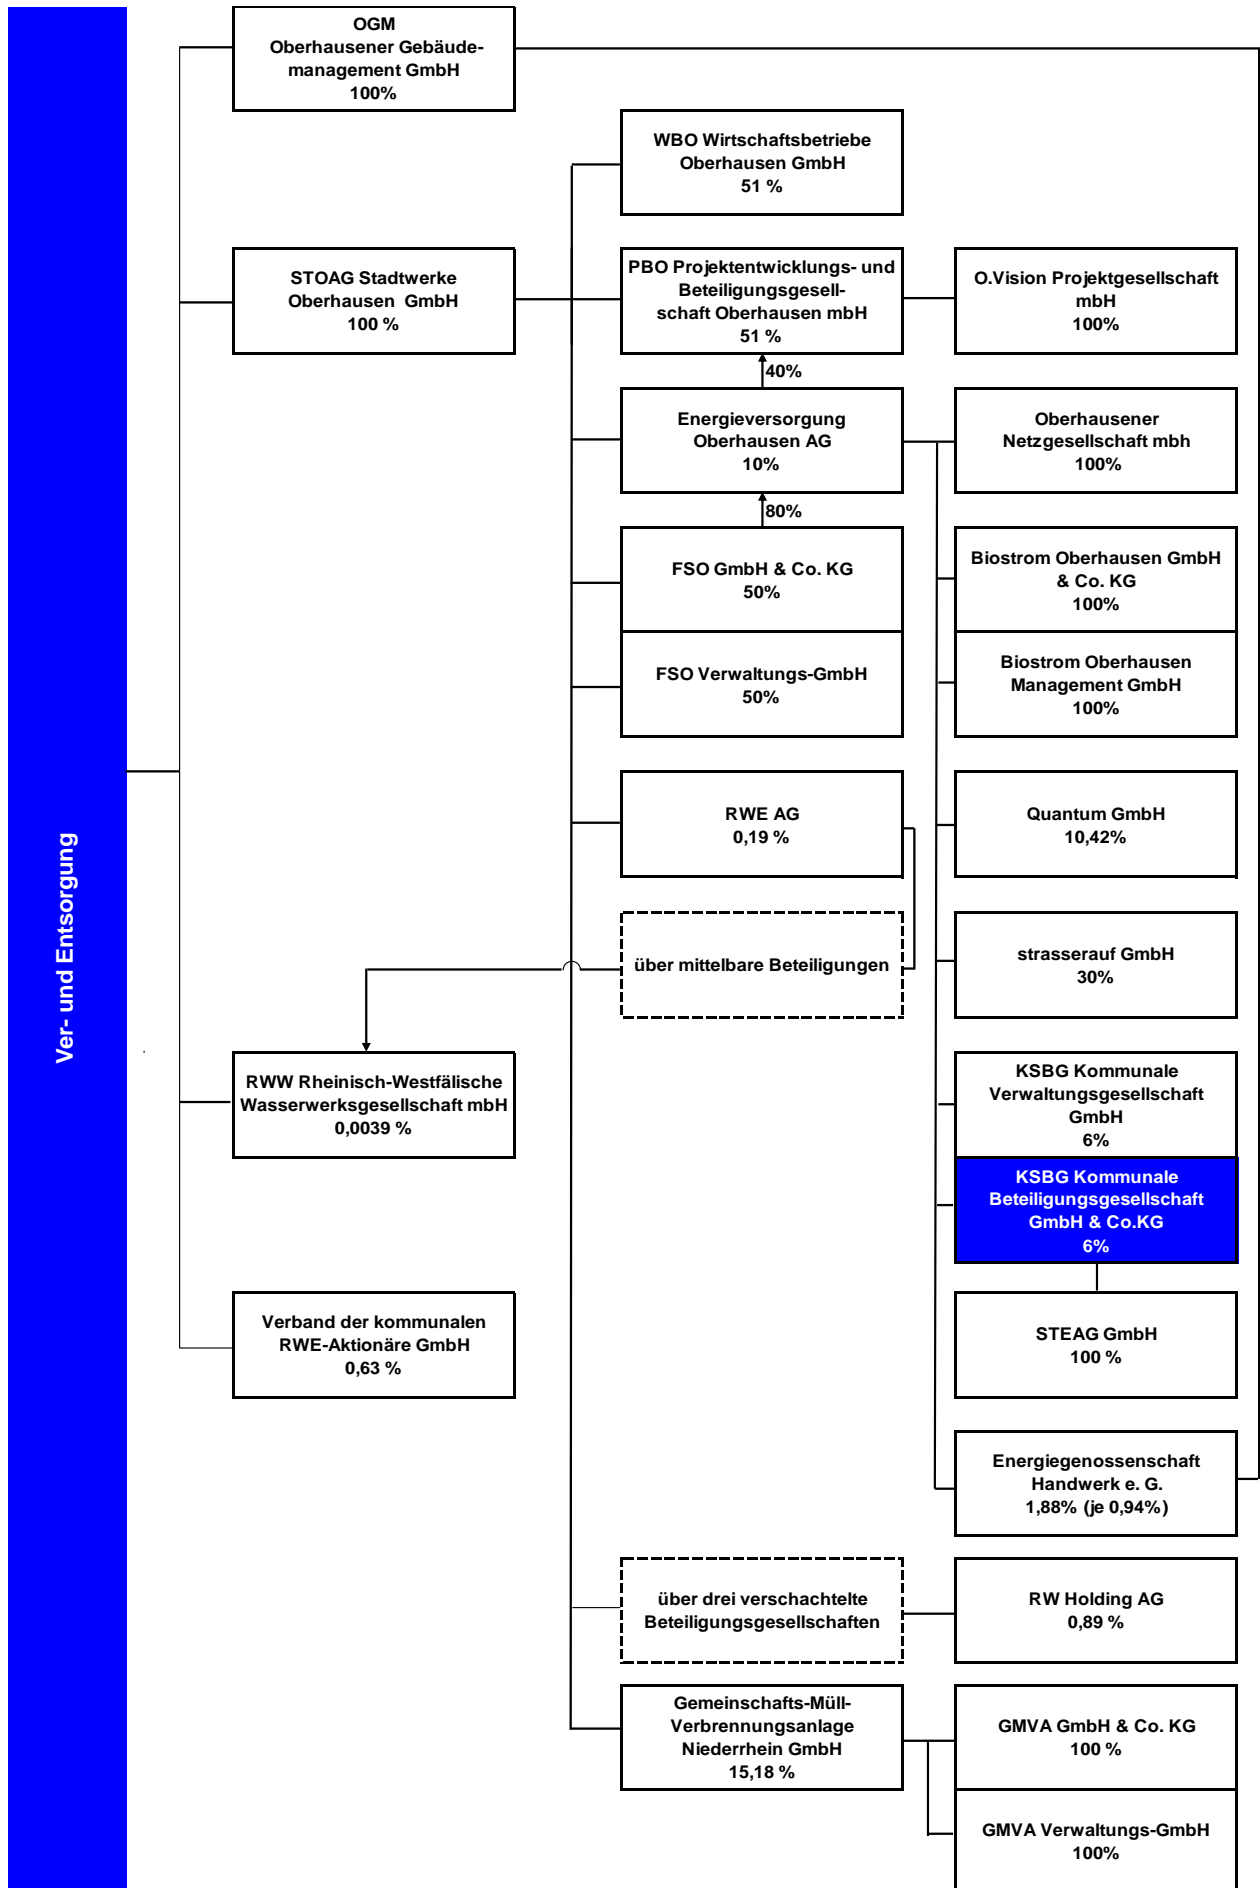 Ver- und Entsorgung
OGM
Oberhausener Gebäude-
management GmbH
100%
WBO Wirtschaftsbetriebe
Oberhausen GmbH
51 %
STOAG Stadtwerke
Oberhausen GmbH
100 %
PBO Projektentwicklungs- und
Beteiligungsgesell-
schaft Oberhausen mbH
51 %
O.Vision Projektgesellschaft
mbH
100%
40%
Energieversorgung
Oberhausen AG
10%
Oberhausener
Netzgesellschaft mbh
100%
80%
FSO GmbH & Co. KG
50%
Biostrom Oberhausen GmbH
& Co. KG
100%
FSO Verwaltungs-GmbH
50%
Biostrom Oberhausen
Management GmbH
100%
RWE AG
0,19 %
Quantum GmbH
10,42%
über mittelbare Beteiligungen
strasserauf GmbH
30%
RWW Rheinisch-Westfälische
Wasserwerksgesellschaft mbH
0,0039 %
KSBG Kommunale
Verwaltungsgesellschaft
GmbH
6%
KSBG Kommunale
Beteiligungsgesellschaft
GmbH & Co.KG
6%
Verband der kommunalen
RWE-Aktionäre GmbH
0,63 %
STEAG GmbH
100 %
Energiegenossenschaft
Handwerk e. G.
1,88% (je 0,94%)
über drei verschachtelte
Beteiligungsgesellschaften
RW Holding AG
0,89 %
Gemeinschafts-Müll-
Verbrennungsanlage
Niederrhein GmbH
15,18 %
GMVA GmbH & Co. KG
100 %
GMVA Verwaltungs-GmbH
100%